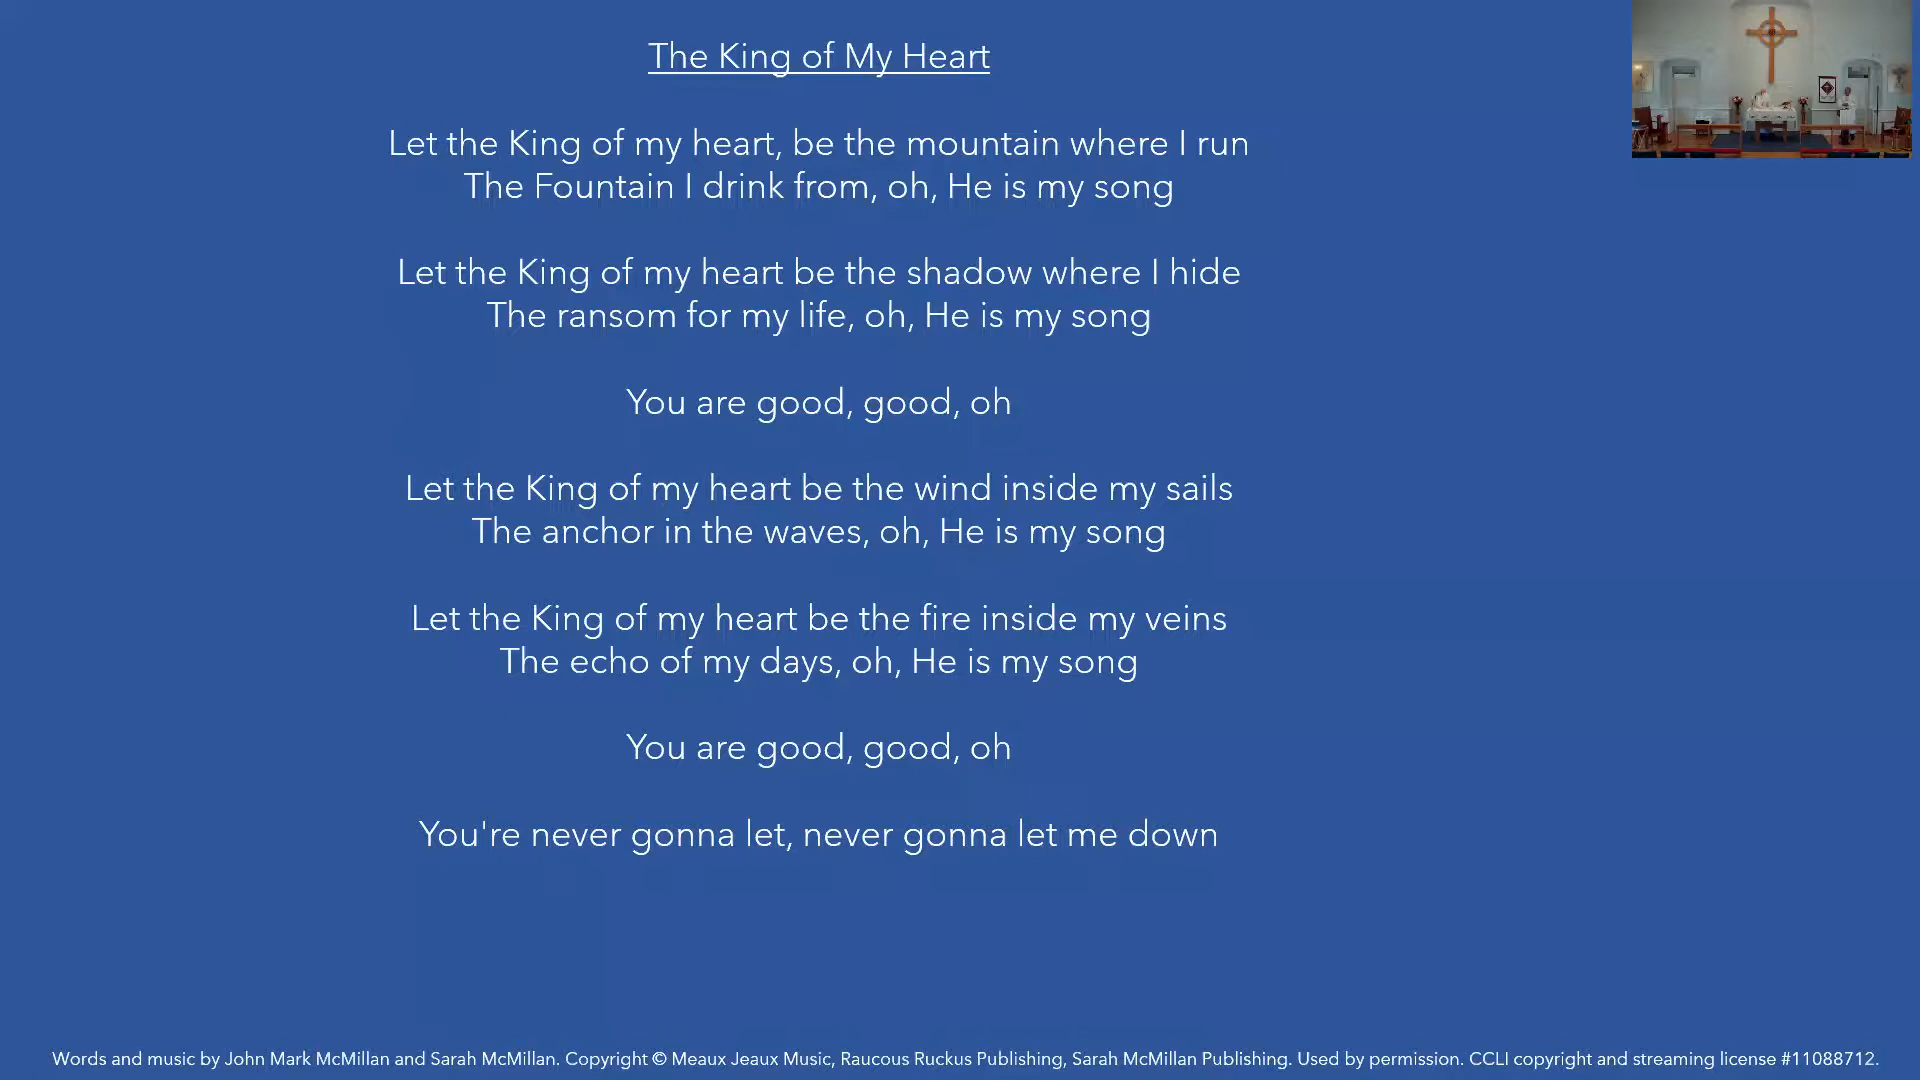 The King of My Heart
Let the King of my heart, be the mountain where I run
The Fountain I drink from, oh, He is my song
Let the King of my heart be the shadow where I hide
The ransom for my life, oh, He is my song
You are good, good, oh
Let the King of my heart be the wind inside my sails
The anchor in the waves, oh, He is my song
Let the King of my heart be the fire inside my veins
The echo of my days, oh, He is my song
You are good, good, oh
You're never gonna let, never gonna let me down
Words and music by John Mark McMillan and Sarah McMillan. Copyright © Meaux Jeaux Music, Raucous Ruckus Publishing, Sarah McMillan Publishing. Used by permission. CCLI copyright and streaming license #11088712.